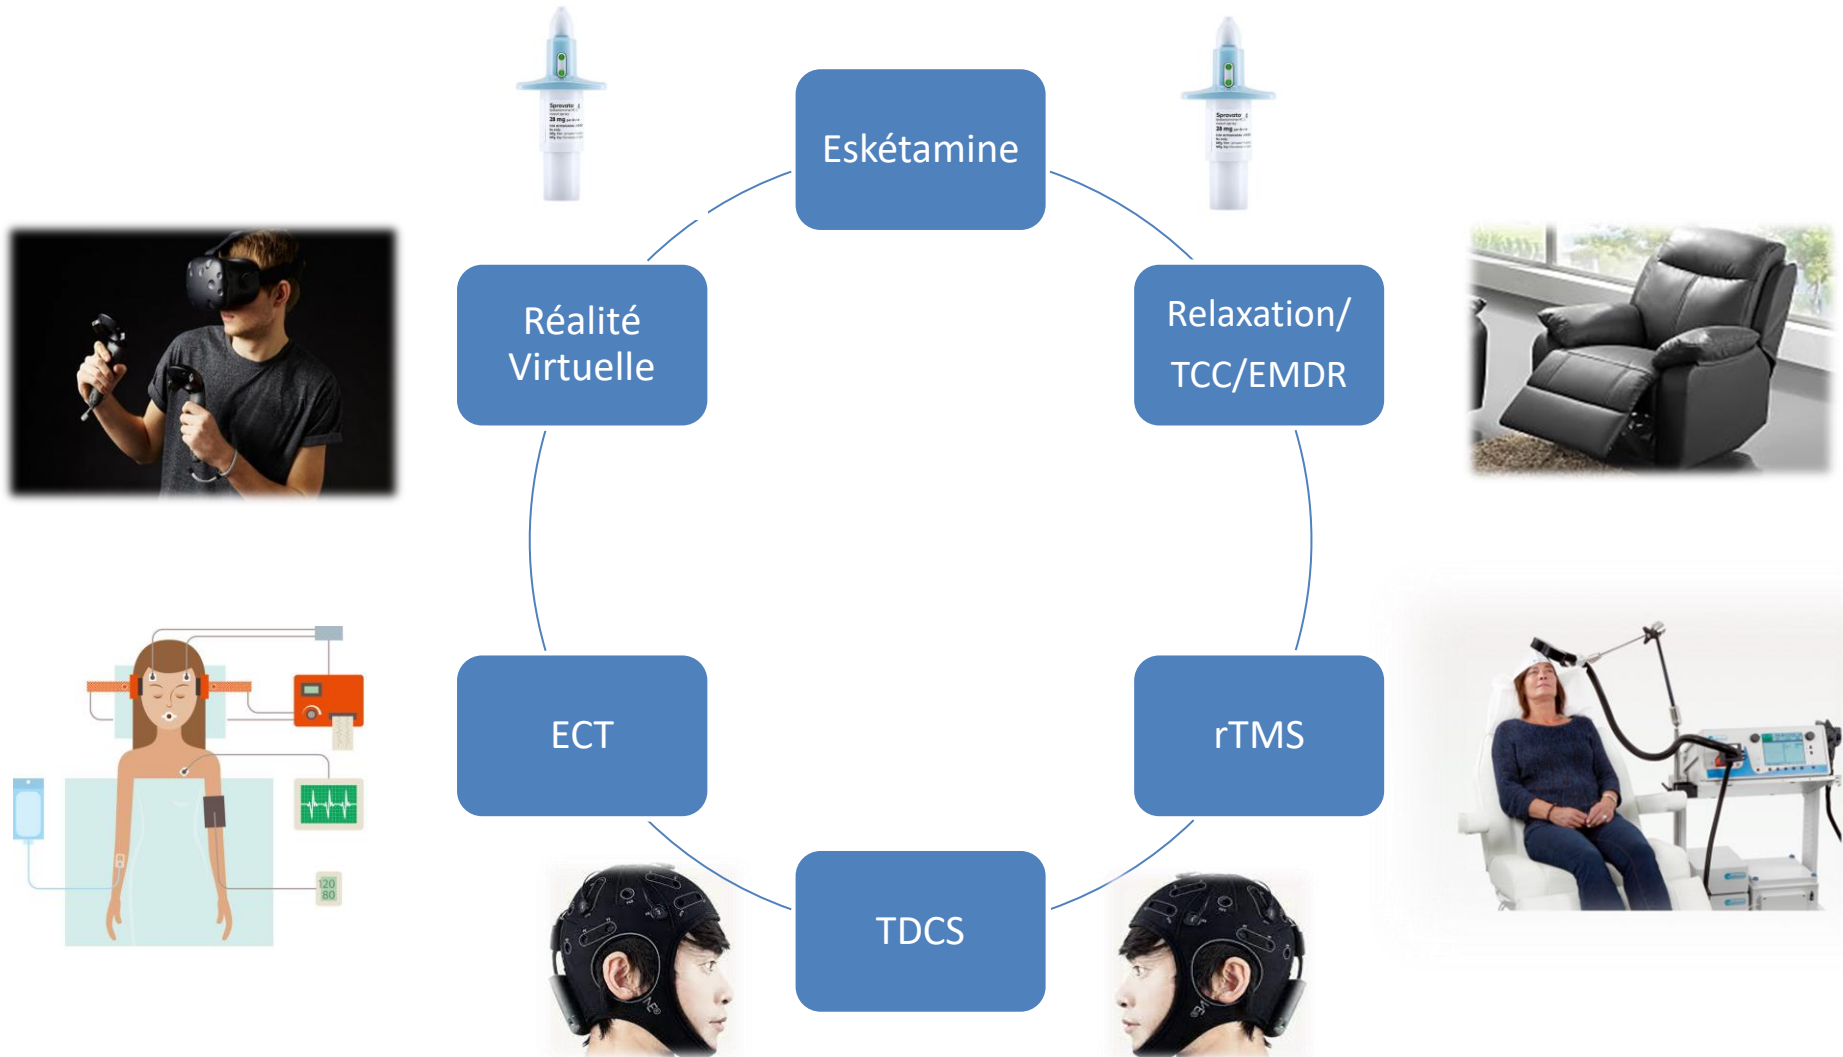 Eskétamine
Spravato
28 mg
Spravato
28 mg
Réalité
Virtuelle
Relaxation/
TCC/EMDR
ECT
rTMS
120
80
TDCS